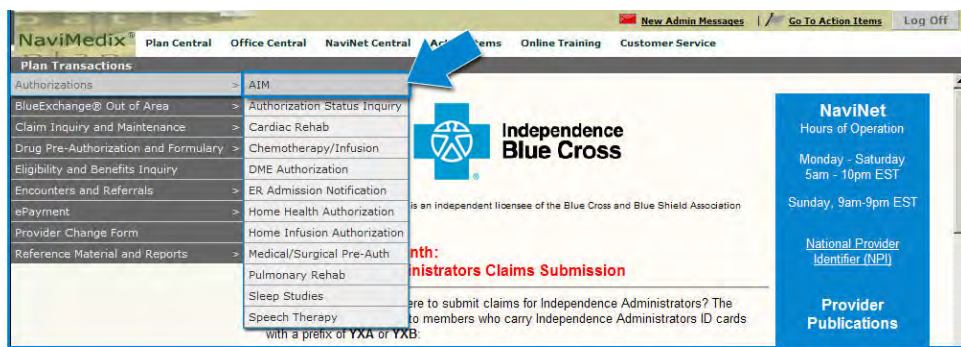 New Admin Messages | Go To Action Items Log Off
NaviMedix® Plan Central Office Central NaviNet Central Items Online Training Customer Service
Plan Transactions
Authorizations >
BlueExchange® Out of Area >
Claim Inquiry and Maintenance >
Drug Pre-Authorization and Formulary >
Eligibility and Benefits Inquiry
Encounters and Referrals >
ePayment >
Provider Change Form
Reference Material and Reports >
AIM
Authorization Status Inquiry
Cardiac Rehab
Chemotherapy/Infusion
DME Authorization
ER Admission Notification
Home Health Authorization
Home Infusion Authorization
Medical/Surgical Pre-Auth
Pulmonary Rehab
Sleep Studies
Speech Therapy
Independence
Blue Cross
is an independent licensee of the Blue Cross and Blue Shield Association
nth:
inistrators Claims Submission
ere to submit claims for Independence Administrators? The
to members who carry Independence Administrators ID cards
with a prefix of YXA or YXB:
NaviNet
Hours of Operation
Monday - Saturday
5am - 10pm EST
Sunday, 9am-9pm EST
National Provider
Identifier (NPI)
Provider
Publications